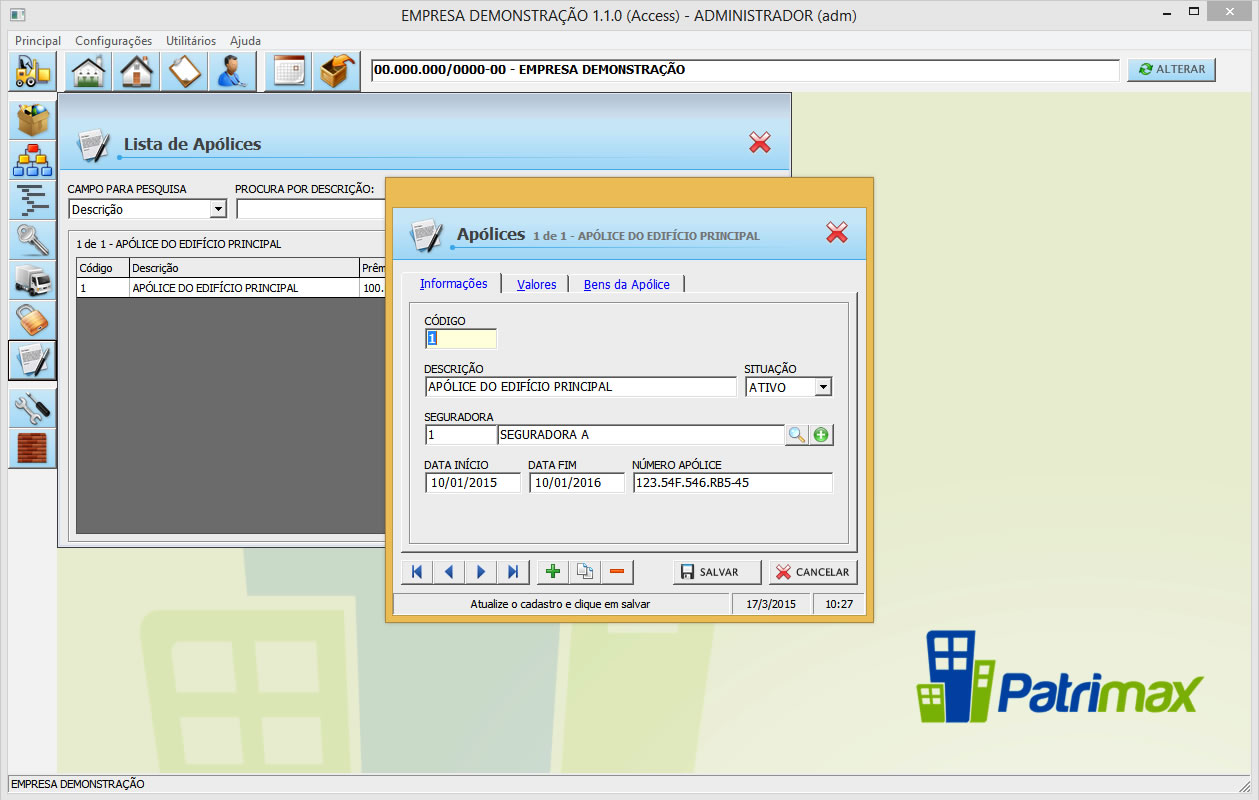 EMPRESA DEMONSTRAÇÃO 1.1.0 (Access) - ADMINISTRADOR (adm)
Principal Configurações Utilitários Ajuda
00.000.000/0000-00 - EMPRESA DEMONSTRAÇÃO
ALTERAR
Lista de Apólices
CAMPO PARA PESQUISA PROCURA POR DESCRIÇÃO:
Descrição
1 de 1 - APÓLICE DO EDIFÍCIO PRINCIPAL
Código Descrição Prêm
1 APÓLICE DO EDIFÍCIO PRINCIPAL 100.
Apólices 1 de 1 - APÓLICE DO EDIFÍCIO PRINCIPAL
Informações Valores Bens da Apólice
CÓDIGO
1
DESCRIÇÃO SITUAÇÃO
APÓLICE DO EDIFÍCIO PRINCIPAL ATIVO
SEGURADORA
1 SEGURADORA A
DATA INÍCIO DATA FIM NÚMERO APÓLICE
10/01/2015 10/01/2016 123.54F.546.RB5-45
SALVAR CANCELAR
Atualize o cadastro e clique em salvar 17/3/2015 10:27
Patrimax
EMPRESA DEMONSTRAÇÃO